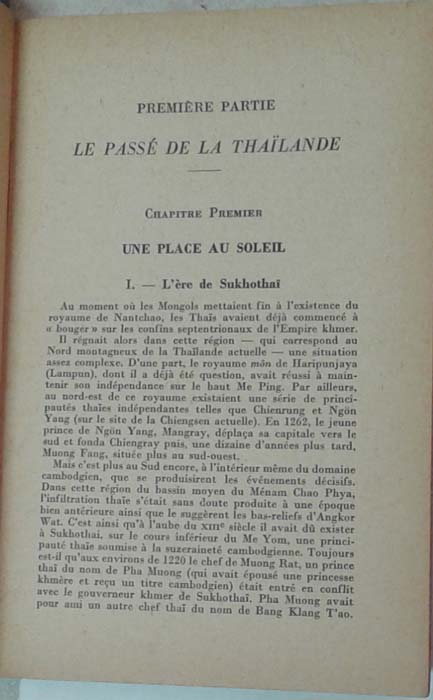 PREMIÈRE PARTIE
LE PASSÉ DE LA THAÏLANDE
CHAPITRE PREMIER
UNE PLACE AU SOLEIL
I. — L'ère de Sukhothaï
Au moment où les Mongols mettaient fin à l'existence du
royaume de Nantchao, les Thaïs avaient déjà commencé à
« bouger » sur les confins septentrionaux de l'Empire khmer.
Il régnait alors dans cette région — qui correspond au
Nord montagneux de la Thaïlande actuelle — une situation
assez complexe. D'une part, le royaume môn de Haripunjaya
(Lampun), dont il a déjà été question, avait réussi à main-
tenir son indépendance sur le haut Me Ping. Par ailleurs,
au nord-est de ce royaume existaient une série de princi-
pautés thaïes indépendantes telles que Chienrung et Ngön
Yang (sur le site de la Chiengsen actuelle). En 1262, le jeune
prince de Ngön Yang, Mangray, déplaça sa capitale vers le
sud et fonda Chiengray puis, une dizaine d'années plus tard,
Muong Fang, située plus au sud-ouest.
Mais c'est plus au Sud encore, à l'intérieur même du domaine
cambodgien, que se produisirent les événements décisifs.
Dans cette région du bassin moyen du Ménam Chao Phya,
l'infiltration thaïe s'était sans doute produite à une époque
bien antérieure ainsi que le suggèrent les bas-reliefs d'Angkor
Wat. C'est ainsi qu'à l'aube du XIIIe siècle il avait dû exister
à Sukhothaï, sur le cours inférieur du Me Yom, une princi-
pauté thaïe soumise à la suzeraineté cambodgienne. Toujours
est-il qu'aux environs de 1220 le chef de Muong Rat, un prince
thaï du nom de Pha Muong (qui avait épousé une princesse
khmère et reçu un titre cambodgien) était entré en conflit
avec le gouverneur khmer de Sukhothaï. Pha Muong avait
pour ami un autre chef thaï du nom de Bang Klang T'ao.